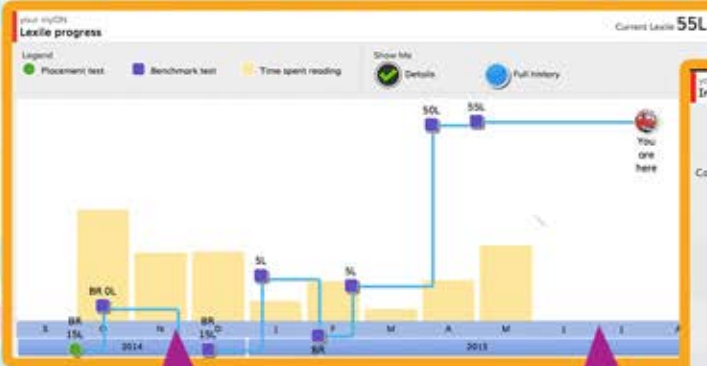 your myON
Lexile progress
Current Lexile 55L
Legend
Placement test
Benchmark test
Time spent reading
Show Me
Details
Full history
50L
55L
You
are
here
5L
5L
BR 0L
BR
15L
BR
15L
BR
S O N D J F M A M J J A
2014
2015